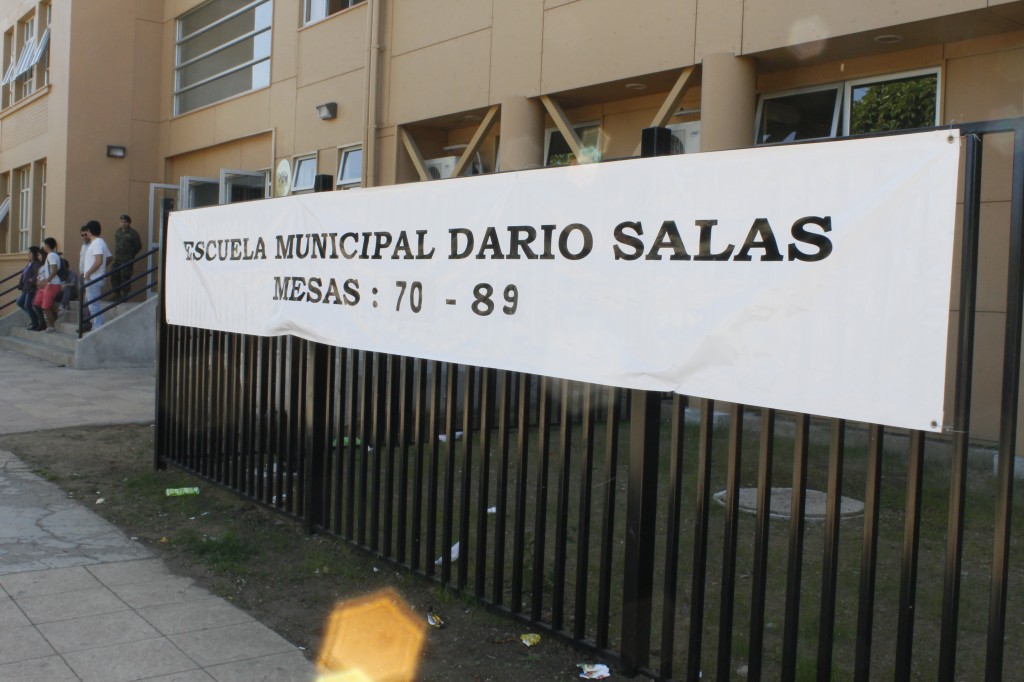 ESCUELA MUNICIPAL DARIO SALAS
MESAS : 70 - 89